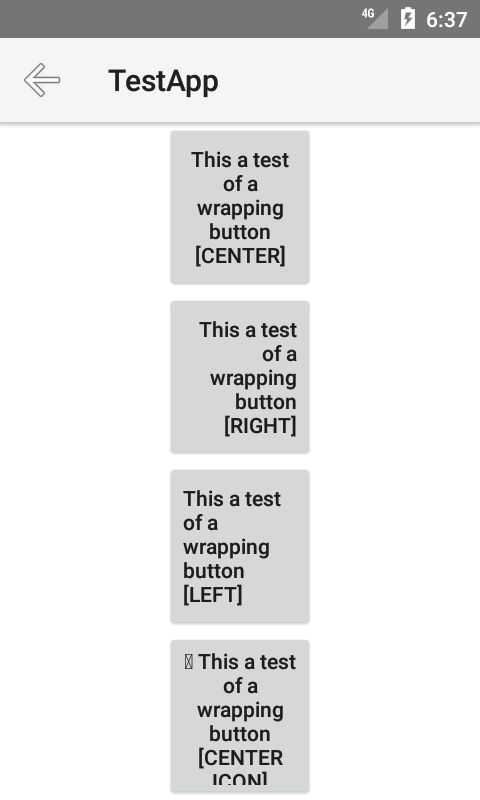 4G 6:37
TestApp
This a test
of a
wrapping
button
[CENTER]
This a test
of a
wrapping
button
[RIGHT]
This a test
of a
wrapping
button
[LEFT]
This a test
of a
wrapping
button
[CENTER
ICON]